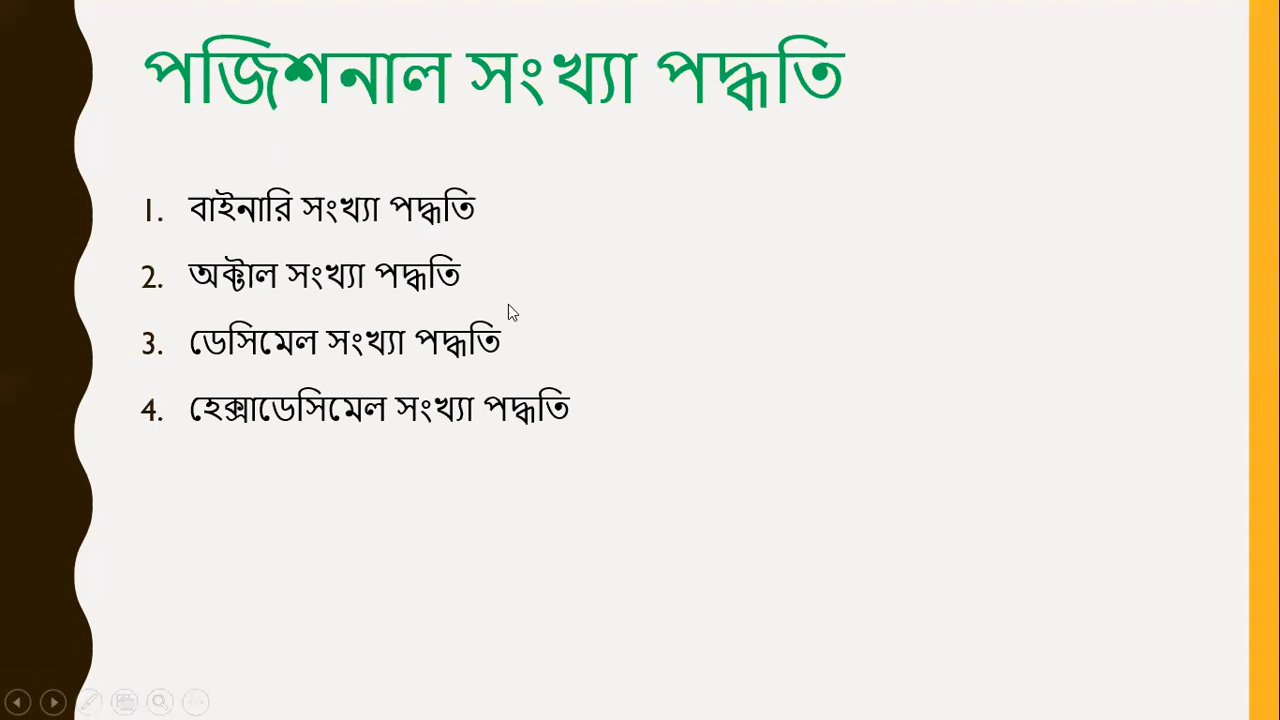 পজিশনাল সংখ্যা পদ্ধতি
1. বাইনারি সংখ্যা পদ্ধতি
2. অক্টাল সংখ্যা পদ্ধতি
3. ডেসিমেল সংখ্যা পদ্ধতি
4. হেক্সাডেসিমেল সংখ্যা পদ্ধতি